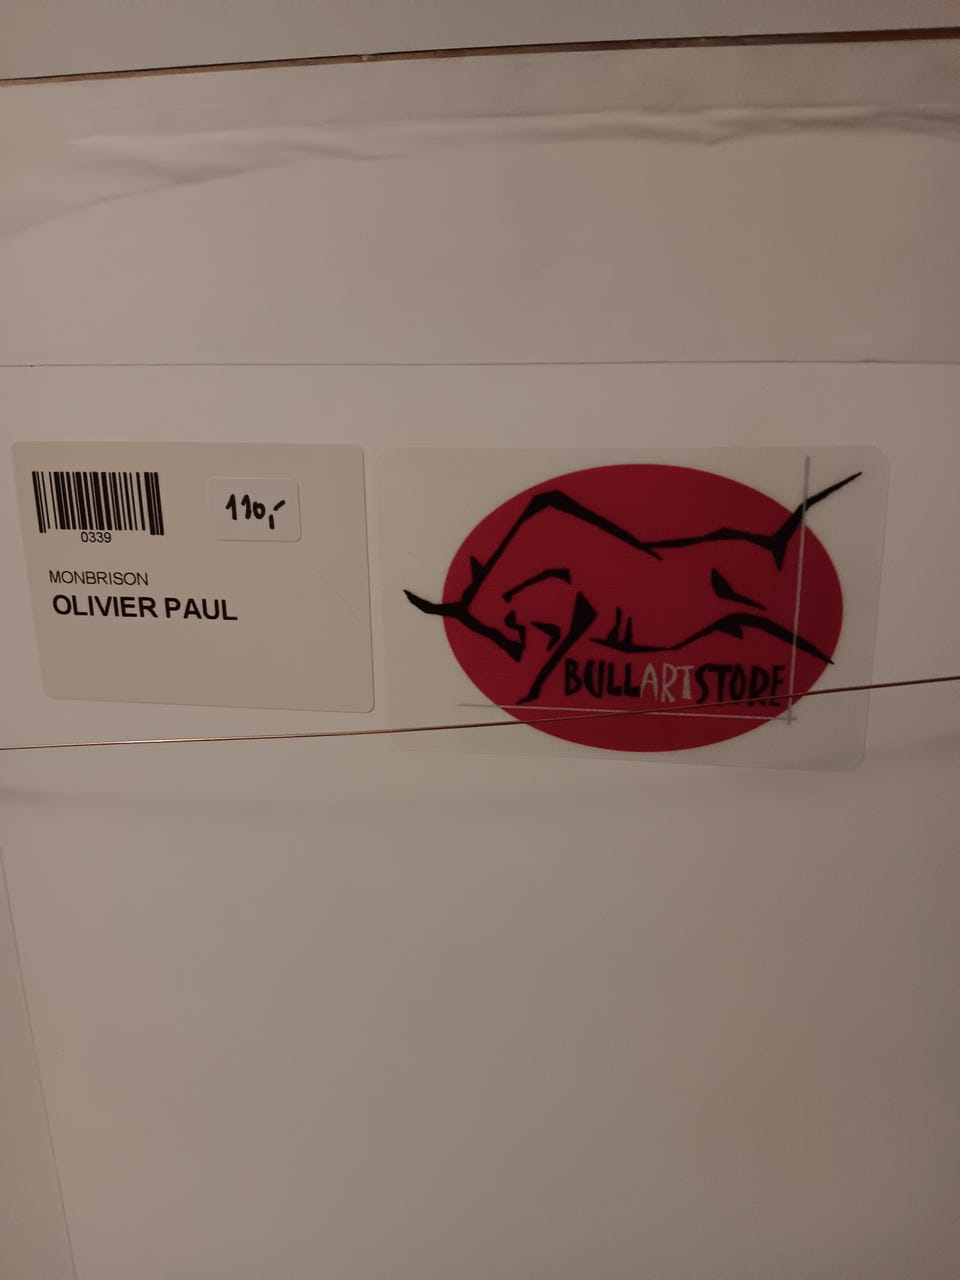 110,-
0339
MONBRISON
OLIVIER PAUL
BULLARTSTORE